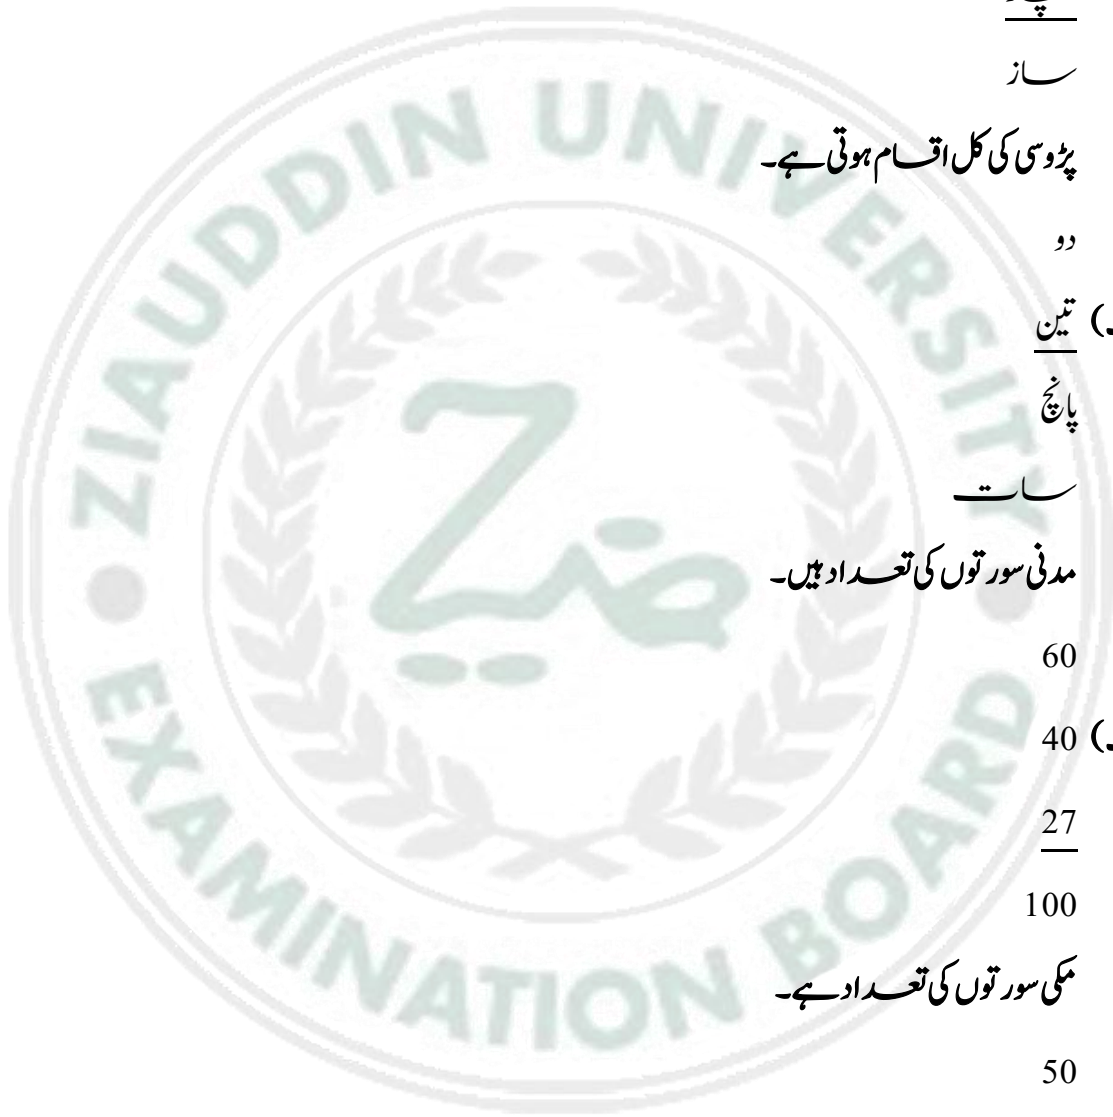 ساز
پڑوسی کی کل اقسام ہوتی ہے۔
دو
تین
پانچ
سات
مدنی سورتوں کی تعداد ہیں۔
60
40
27
100
مکی سورتوں کی تعداد ہے۔
50
ZIAUDDIN UNIVERSITY
EXAMINATION BOARD